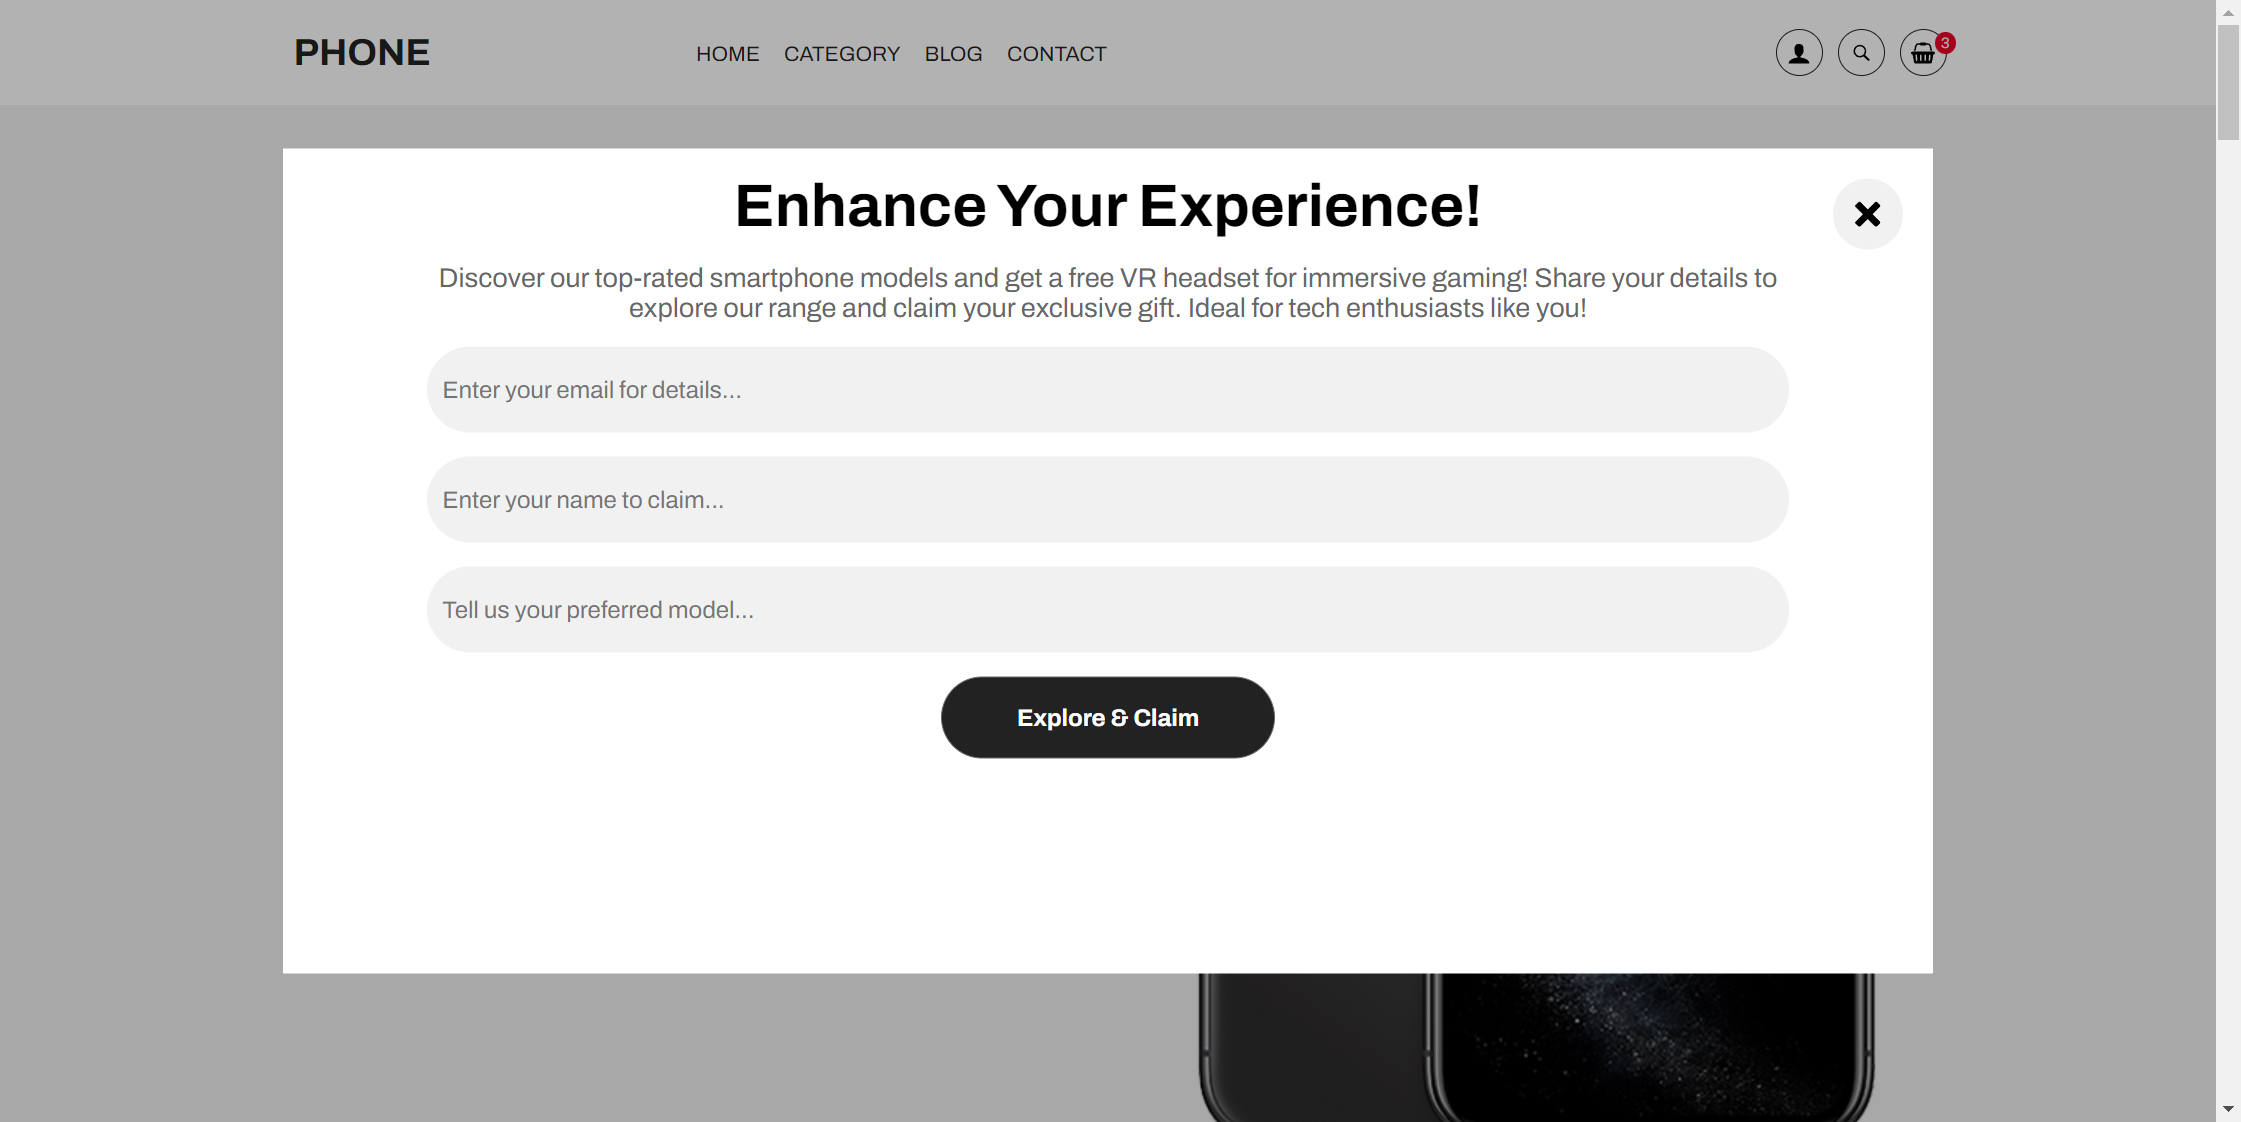 PHONE
HOME CATEGORY BLOG CONTACT
3
Enhance Your Experience!
Discover our top-rated smartphone models and get a free VR headset for immersive gaming! Share your details to
explore our range and claim your exclusive gift. Ideal for tech enthusiasts like you!
Enter your email for details...
Enter your name to claim...
Tell us your preferred model...
Explore & Claim